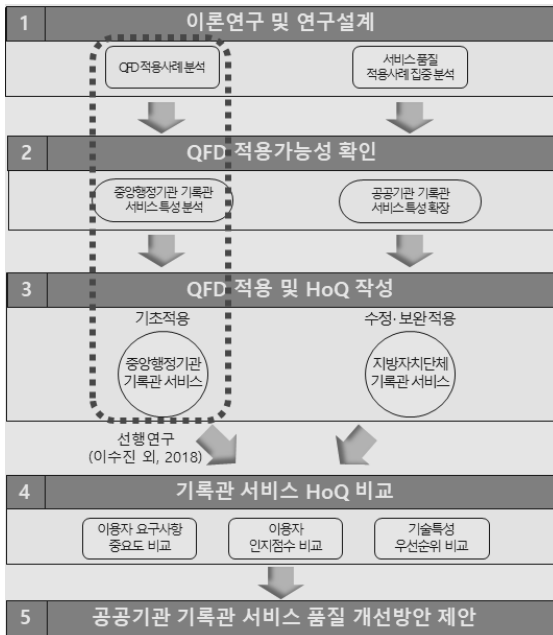 1 이론연구 및 연구설계
QFD 적용사례 분석
서비스 품질
적용사례 집중 분석
2 QFD 적용가능성 확인
중앙행정기관 기록관
서비스 특성 분석
공공기관 기록관
서비스 특성 확장
3 QFD 적용 및 HoQ 작성
기초적용
중앙행정기관
기록관 서비스
수정·보완 적용
지방자치단체
기록관 서비스
선행연구
(이수진 외, 2018)
4 기록관 서비스 HoQ 비교
이용자 요구사항
중요도 비교
이용자
인지점수 비교
기술특성
우선순위 비교
5 공공기관 기록관 서비스 품질 개선방안 제안